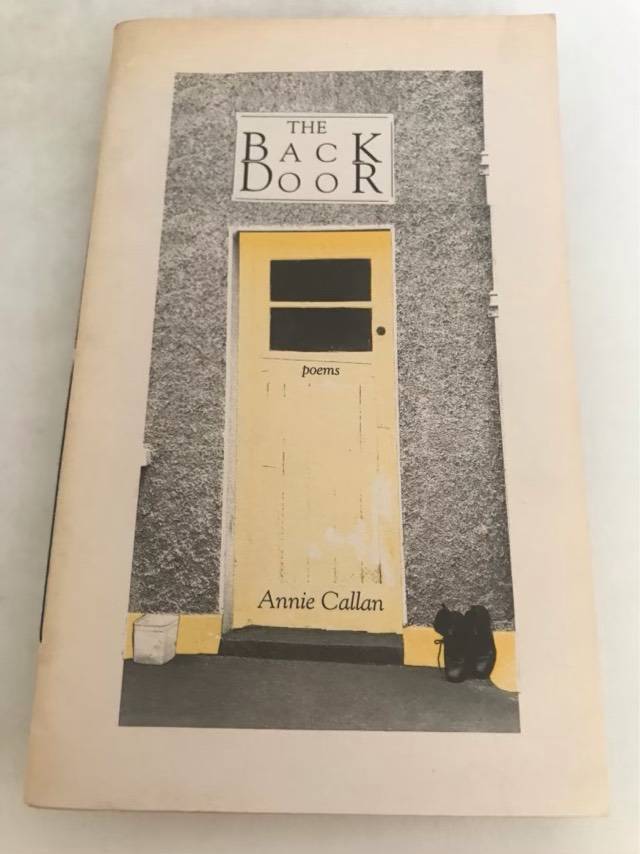 THE
BACK
DOOR
poems
Annie Callan